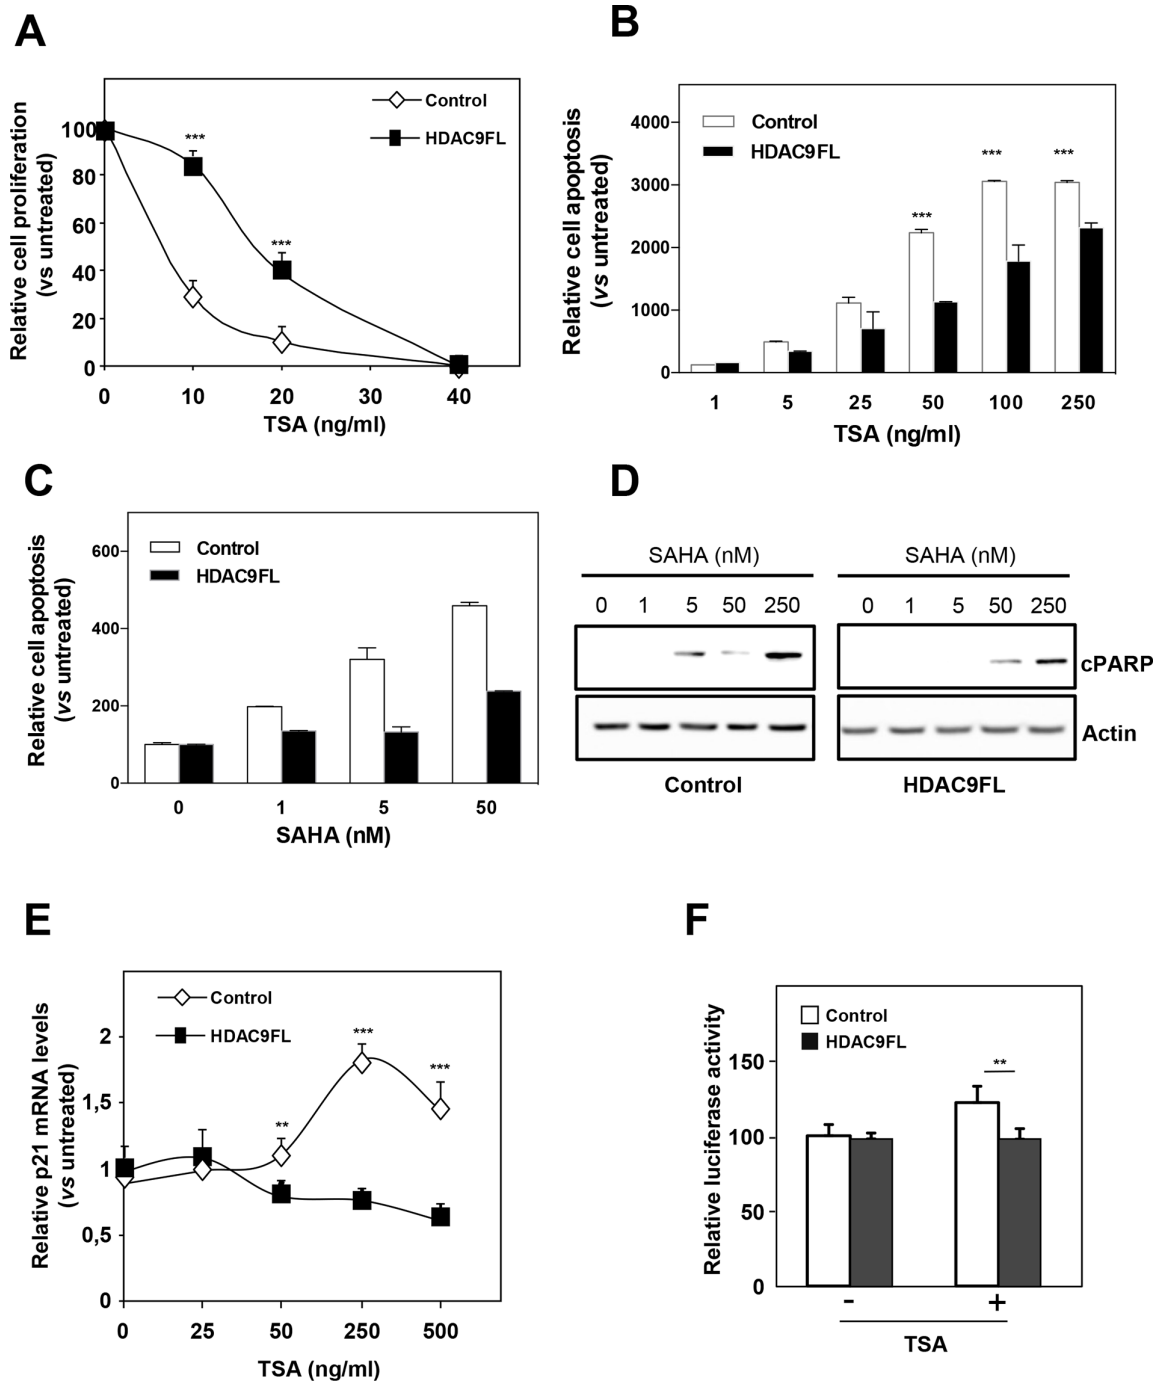 A
Relative cell proliferation
(vs untreated)
Control
HDAC9FL
100
80
60
40
20
0
***
***
0 10 20 30 40
TSA (ng/ml)
B
Relative cell apoptosis
(vs untreated)
Control
HDAC9FL
4000
3000
2000
1000
0
***
***
***
1 5 25 50 100 250
TSA (ng/ml)
C
Relative cell apoptosis
(vs untreated)
Control
HDAC9FL
600
400
200
0
0 1 5 50
SAHA (nM)
D
SAHA (nM)
0 1 5 50 250
SAHA (nM)
0 1 5 50 250
cPARP
Actin
Control
HDAC9FL
E
Relative p21 mRNA levels
(vs untreated)
Control
HDAC9FL
2
1,5
1
0,5
0
**
***
***
0 25 50 250 500
TSA (ng/ml)
F
Relative luciferase activity
Control
HDAC9FL
150
100
50
0
**
- +
TSA